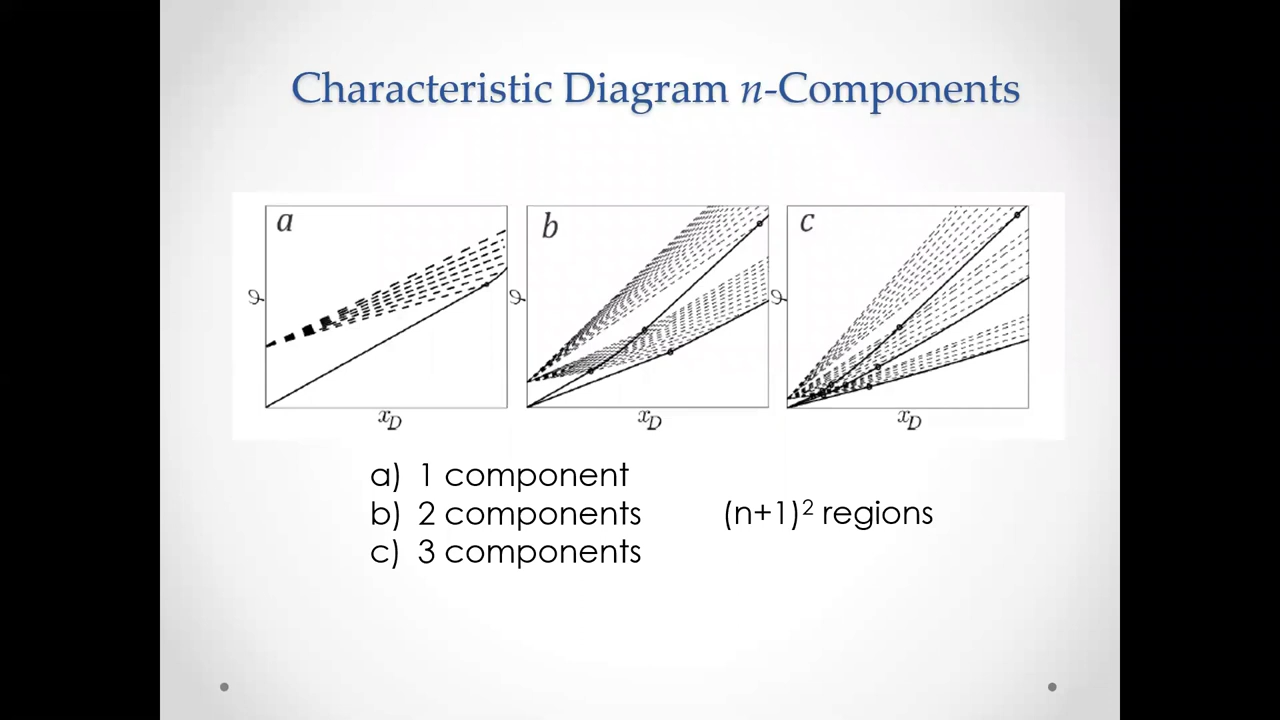 Characteristic Diagram n-Components
a
b
c
φ
φ
φ
x_D
x_D
x_D
a) 1 component
b) 2 components
(n+1)² regions
c) 3 components